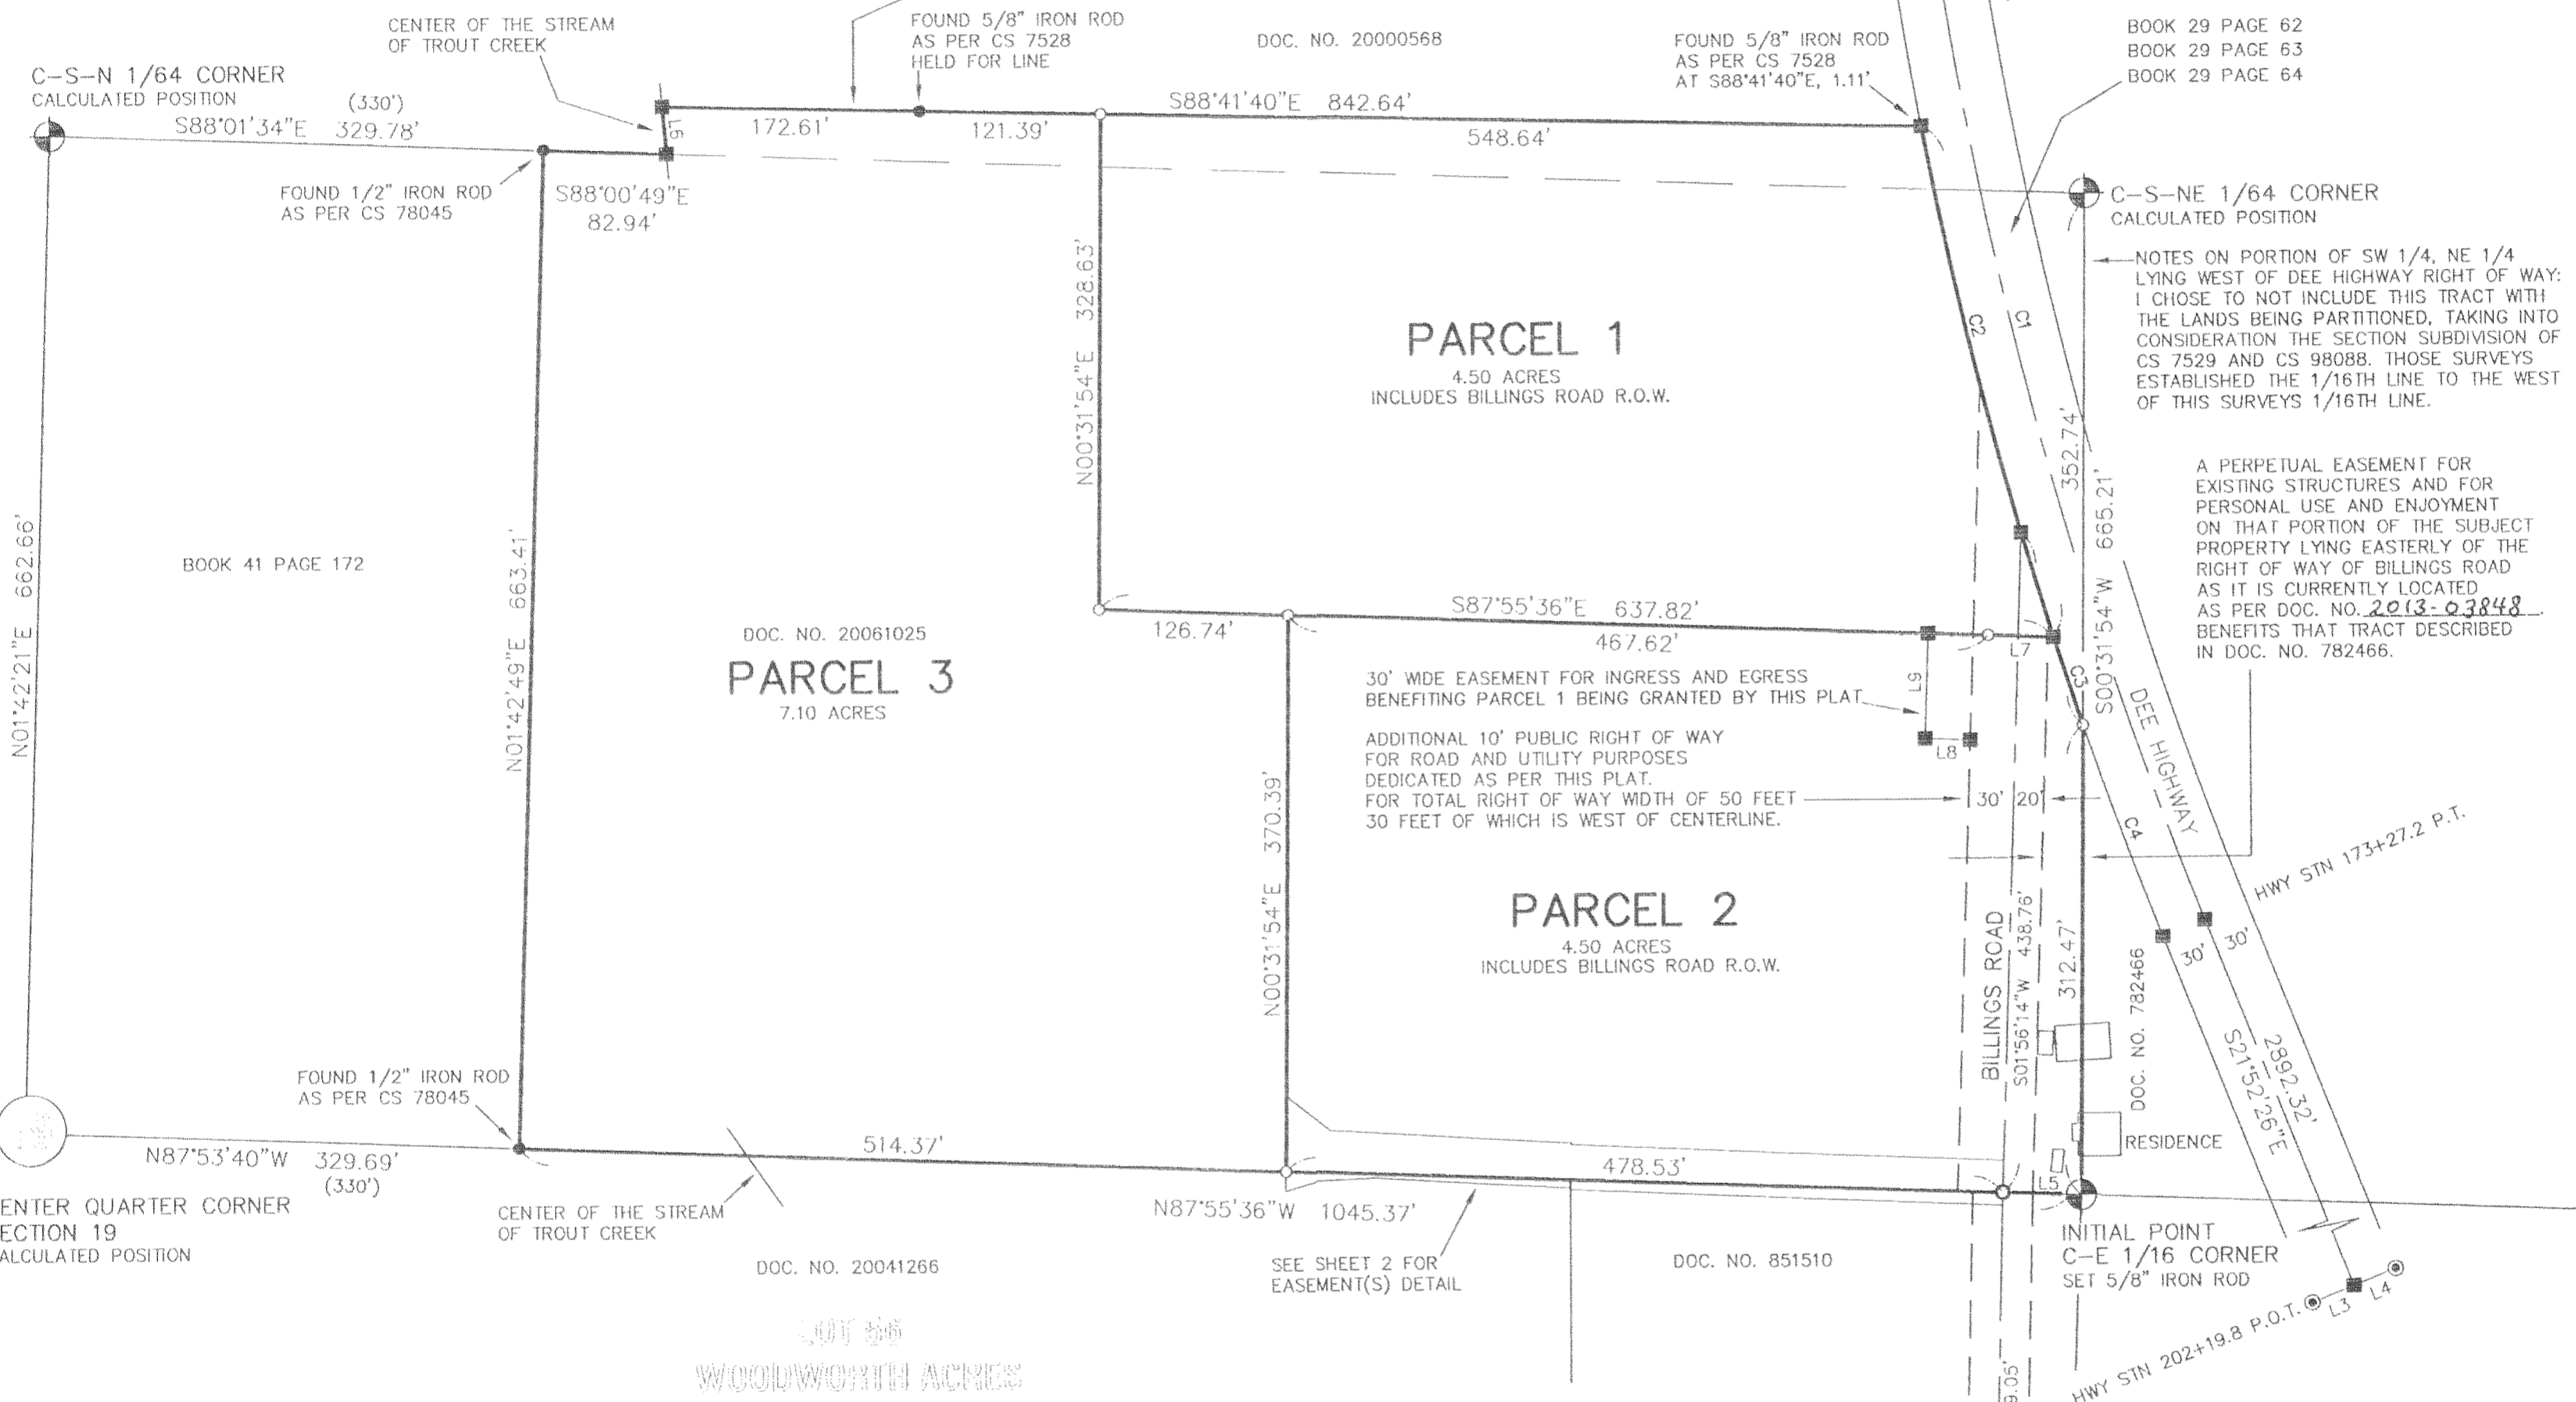 CENTER OF THE STREAM
OF TROUT CREEK
FOUND 5/8" IRON ROD
AS PER CS 7528
HELD FOR LINE
DOC. NO. 20000568
FOUND 5/8" IRON ROD
AS PER CS 7528
AT S88°41'40"E, 1.11'
BOOK 29 PAGE 62
BOOK 29 PAGE 63
BOOK 29 PAGE 64
C-S-N 1/64 CORNER
CALCULATED POSITION
(330')
S88°01'34"E 329.78'
L6
172.61'
121.39'
S88°41'40"E 842.64'
548.64'
FOUND 1/2" IRON ROD
AS PER CS 78045
S88°00'49"E
82.94'
C-S-NE 1/64 CORNER
CALCULATED POSITION
NOTES ON PORTION OF SW 1/4, NE 1/4
LYING WEST OF DEE HIGHWAY RIGHT OF WAY:
I CHOSE TO NOT INCLUDE THIS TRACT WITH
THE LANDS BEING PARTITIONED, TAKING INTO
CONSIDERATION THE SECTION SUBDIVISION OF
CS 7529 AND CS 98088. THOSE SURVEYS
ESTABLISHED THE 1/16TH LINE TO THE WEST
OF THIS SURVEYS 1/16TH LINE.
N00°31'54"E 328.63'
PARCEL 1
4.50 ACRES
INCLUDES BILLINGS ROAD R.O.W.
C2
C1
352.74'
S00°31'54"W 665.21'
A PERPETUAL EASEMENT FOR
EXISTING STRUCTURES AND FOR
PERSONAL USE AND ENJOYMENT
ON THAT PORTION OF THE SUBJECT
PROPERTY LYING EASTERLY OF THE
RIGHT OF WAY OF BILLINGS ROAD
AS IT IS CURRENTLY LOCATED
AS PER DOC. NO. 2013-03848.
BENEFITS THAT TRACT DESCRIBED
IN DOC. NO. 782466.
N01°42'21"E 662.66'
BOOK 41 PAGE 172
N01°42'49"E 663.41'
DOC. NO. 20061025
PARCEL 3
7.10 ACRES
126.74'
S87°55'36"E 637.82'
467.62'
L7
C3
30' WIDE EASEMENT FOR INGRESS AND EGRESS
BENEFITING PARCEL 1 BEING GRANTED BY THIS PLAT
L9
L8
ADDITIONAL 10' PUBLIC RIGHT OF WAY
FOR ROAD AND UTILITY PURPOSES
DEDICATED AS PER THIS PLAT.
FOR TOTAL RIGHT OF WAY WIDTH OF 50 FEET
30 FEET OF WHICH IS WEST OF CENTERLINE.
30'
20'
DEE HIGHWAY
C4
HWY STN 173+27.2 P.T.
N00°31'54"E 370.39'
PARCEL 2
4.50 ACRES
INCLUDES BILLINGS ROAD R.O.W.
BILLINGS ROAD
S01°56'14"W 438.76'
312.47'
DOC. NO. 782466
30'
30'
S21°52'26"E
2892.32'
RESIDENCE
FOUND 1/2" IRON ROD
AS PER CS 78045
N87°53'40"W 329.69'
(330')
514.37'
478.53'
L5
ENTER QUARTER CORNER
ECTION 19
ALCULATED POSITION
CENTER OF THE STREAM
OF TROUT CREEK
N87°55'36"W 1045.37'
DOC. NO. 20041266
SEE SHEET 2 FOR
EASEMENT(S) DETAIL
DOC. NO. 851510
INITIAL POINT
C-E 1/16 CORNER
SET 5/8" IRON ROD
L3
L4
HWY STN 202+19.8 P.O.T.
9.05'
LOT 56
WOODWORTH ACRES